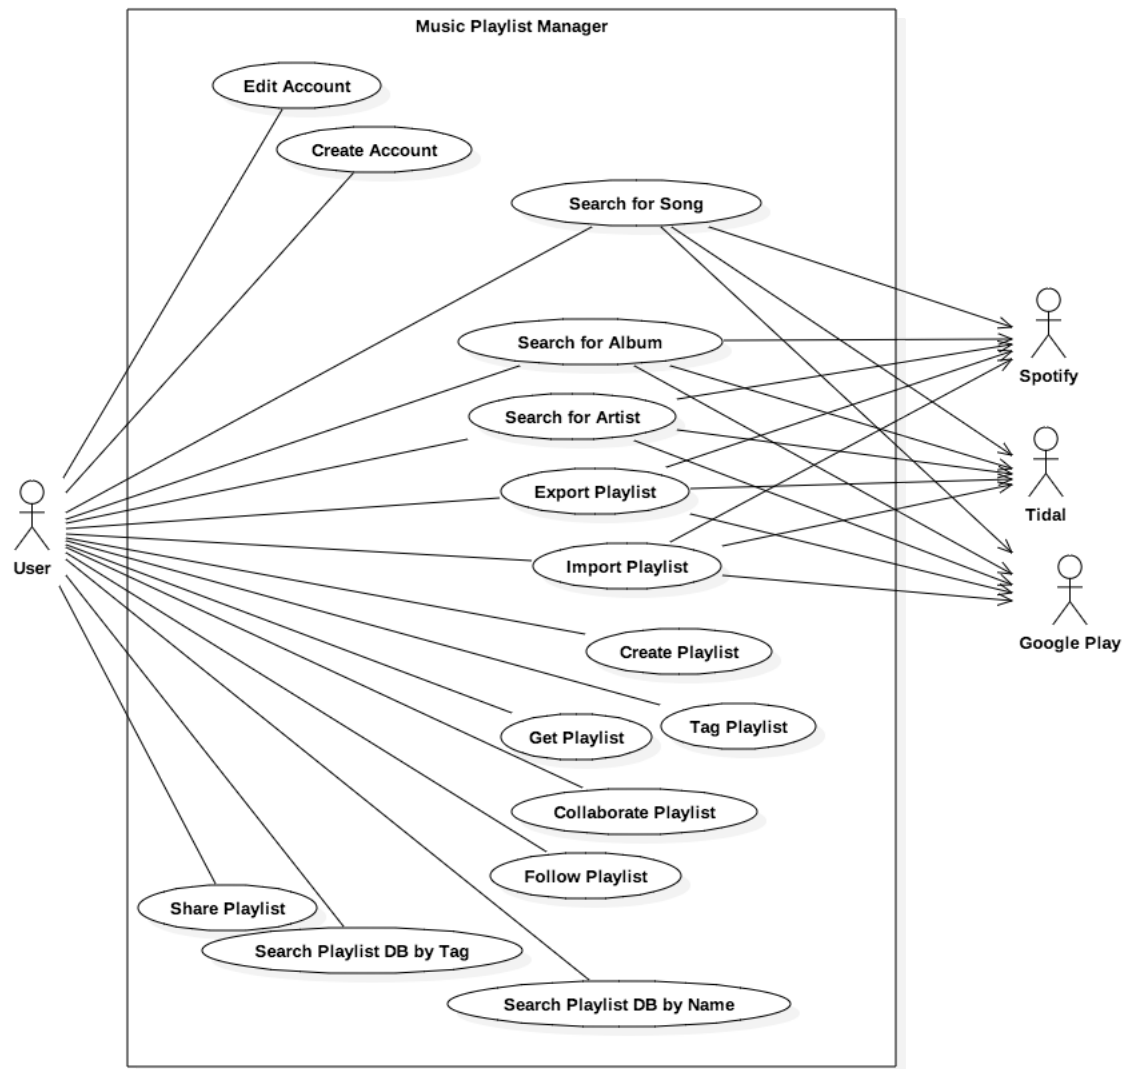 Music Playlist Manager
Edit Account
Create Account
Search for Song
Search for Album
Spotify
Search for Artist
Export Playlist
Tidal
User
Import Playlist
Google Play
Create Playlist
Tag Playlist
Get Playlist
Collaborate Playlist
Follow Playlist
Share Playlist
Search Playlist DB by Tag
Search Playlist DB by Name